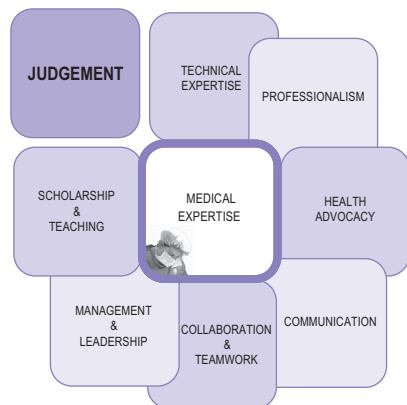 JUDGEMENT
TECHNICAL
EXPERTISE
PROFESSIONALISM
SCHOLARSHIP
&
TEACHING
MEDICAL
EXPERTISE
HEALTH
ADVOCACY
MANAGEMENT
&
LEADERSHIP
COLLABORATION
&
TEAMWORK
COMMUNICATION